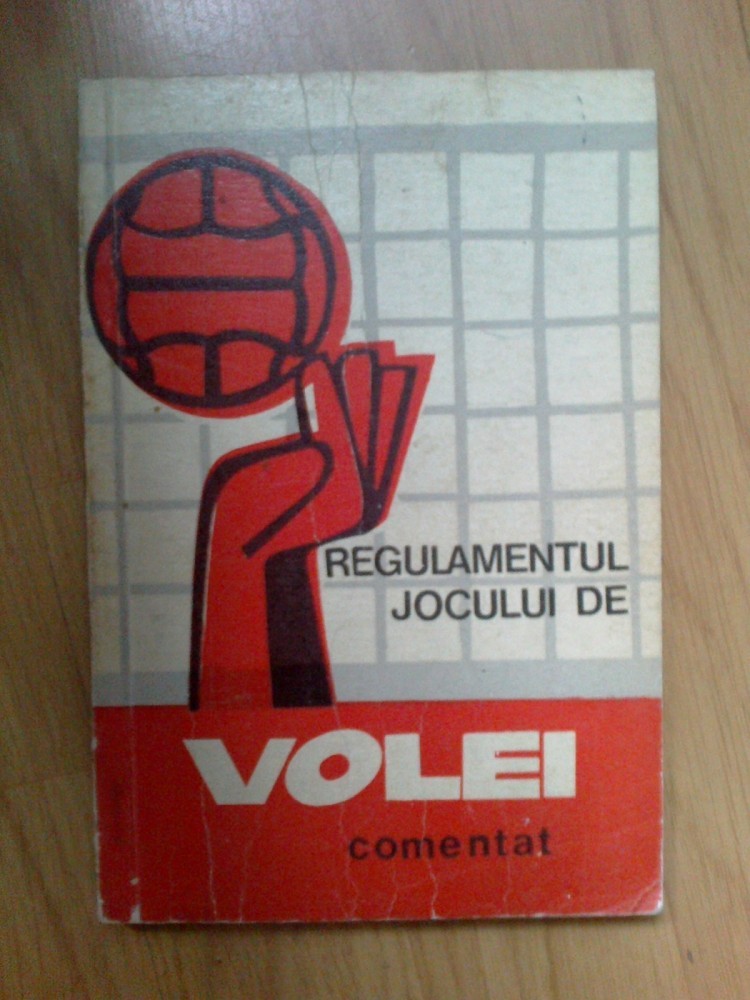 REGULAMENTUL
JOCULUI DE
VOLEI
comentat